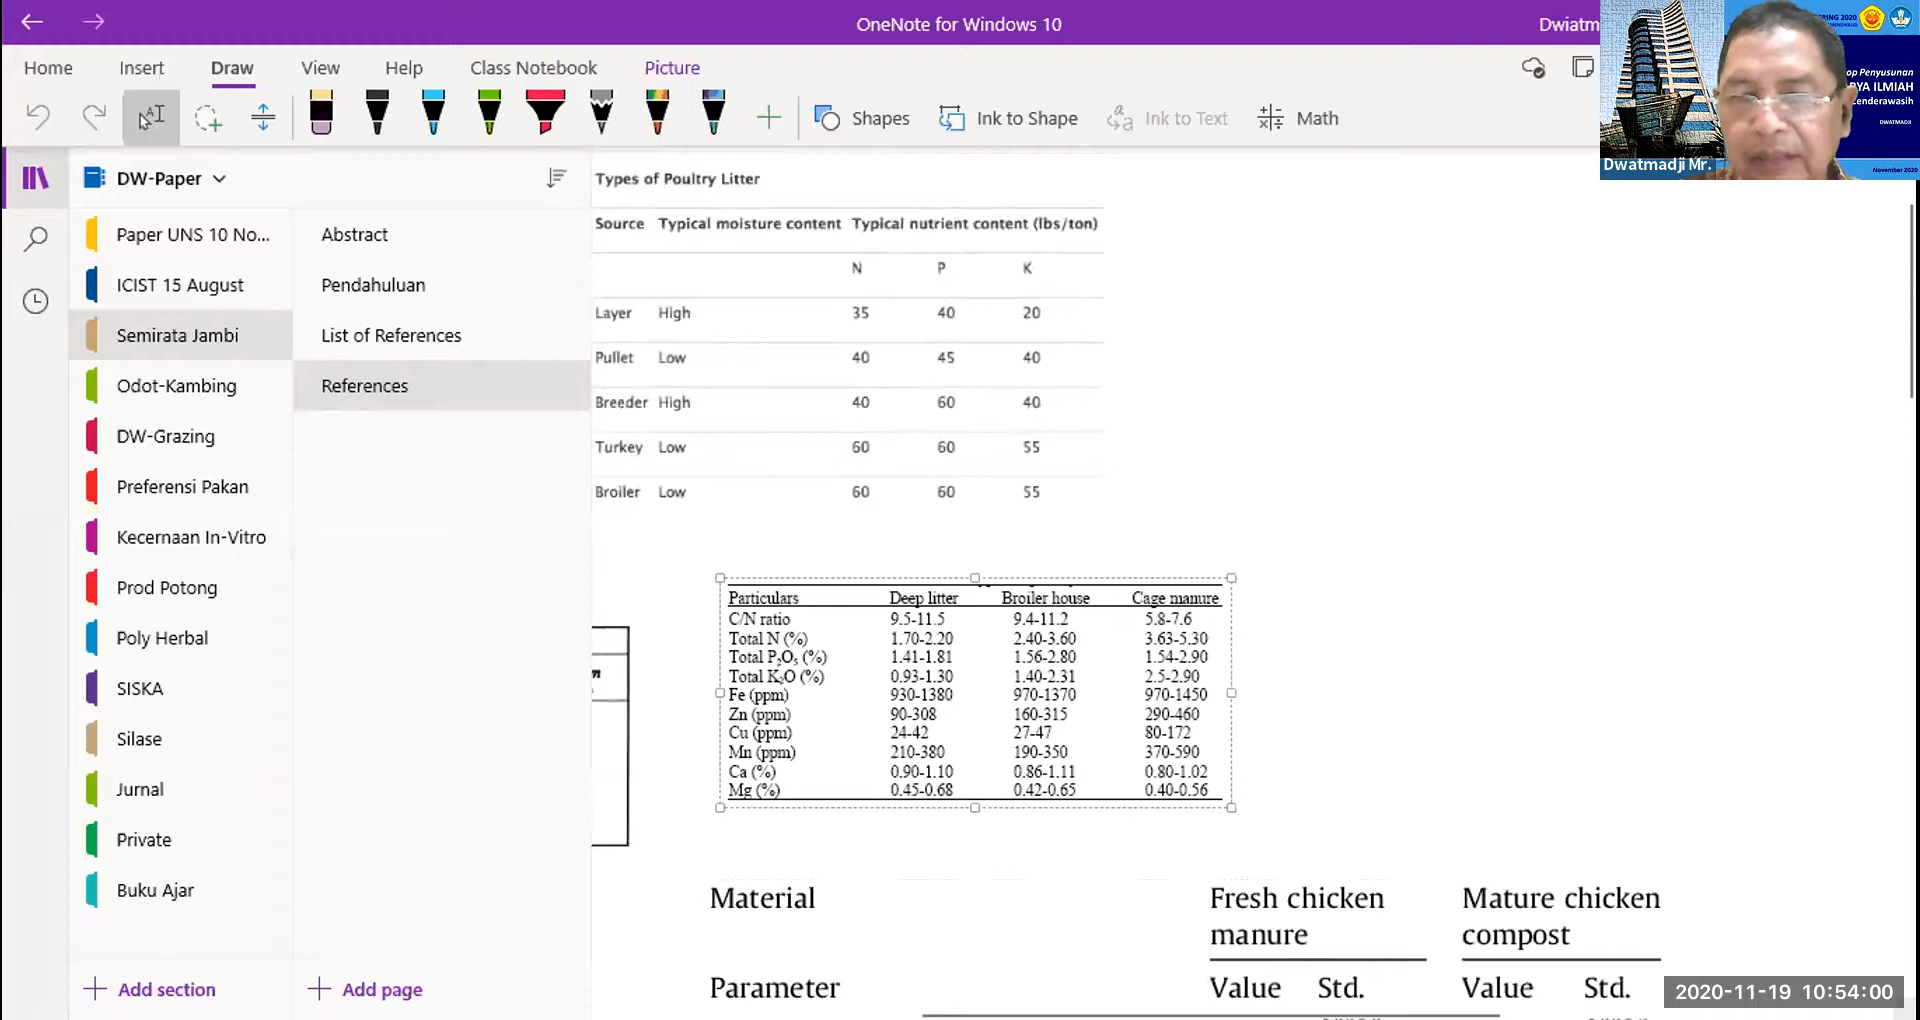 OneNote for Windows 10
Dwiatm
Home Insert Draw View Help Class Notebook Picture
Shapes Ink to Shape Ink to Text Math
RING 2020
op Penyusunan
RYA ILMIAH
Cenderawasih
DWATMADJI
November 2020
Dwatmadji Mr.
DW-Paper
Paper UNS 10 No...
ICIST 15 August
Semirata Jambi
Odot-Kambing
DW-Grazing
Preferensi Pakan
Kecernaan In-Vitro
Prod Potong
Poly Herbal
SISKA
Silase
Jurnal
Private
Buku Ajar
Add section
Abstract
Pendahuluan
List of References
References
Add page
Types of Poultry Litter
Source Typical moisture content Typical nutrient content (lbs/ton)
N P K
Layer High 35 40 20
Pullet Low 40 45 40
Breeder High 40 60 40
Turkey Low 60 60 55
Broiler Low 60 60 55
Particulars Deep litter Broiler house Cage manure
C/N ratio 9.5-11.5 9.4-11.2 5.8-7.6
Total N (%) 1.70-2.20 2.40-3.60 3.63-5.30
Total P₂O₅ (%) 1.41-1.81 1.56-2.80 1.54-2.90
Total K₂O (%) 0.93-1.30 1.40-2.31 2.5-2.90
Fe (ppm) 930-1380 970-1370 970-1450
Zn (ppm) 90-308 160-315 290-460
Cu (ppm) 24-42 27-47 80-172
Mn (ppm) 210-380 190-350 370-590
Ca (%) 0.90-1.10 0.86-1.11 0.80-1.02
Mg (%) 0.45-0.68 0.42-0.65 0.40-0.56
Material Fresh chicken manure Mature chicken compost
Parameter Value Std. Value Std.
2020-11-19 10:54:00